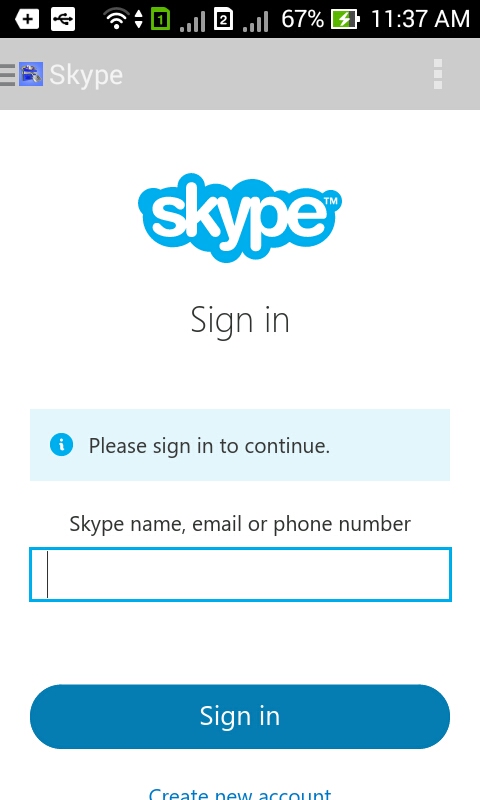 1 2 67% 11:37 AM
Skype
skype™
Sign in
Please sign in to continue.
Skype name, email or phone number
Sign in
Create new account